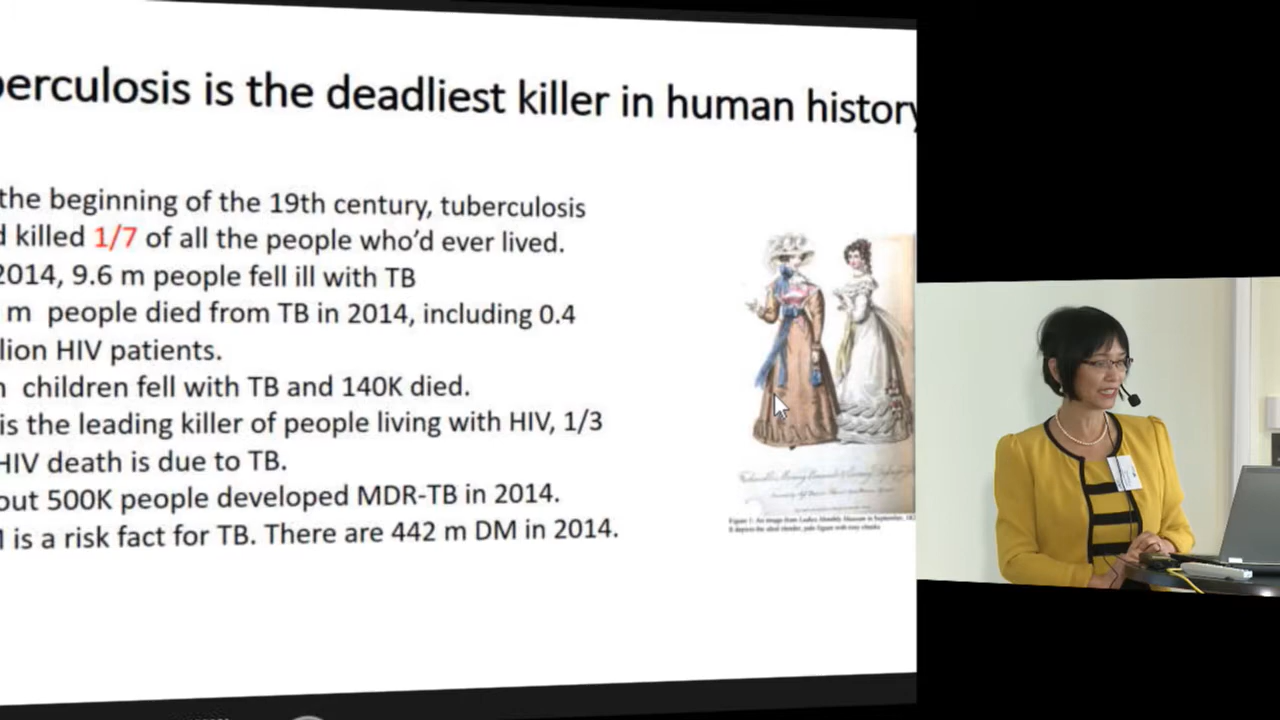 berculosis is the deadliest killer in human history
the beginning of the 19th century, tuberculosis
d killed 1/7 of all the people who'd ever lived.
2014, 9.6 m people fell ill with TB
m people died from TB in 2014, including 0.4
lion HIV patients.
children fell with TB and 140K died.
is the leading killer of people living with HIV, 1/3
HIV death is due to TB.
out 500K people developed MDR-TB in 2014.
is a risk fact for TB. There are 442 m DM in 2014.